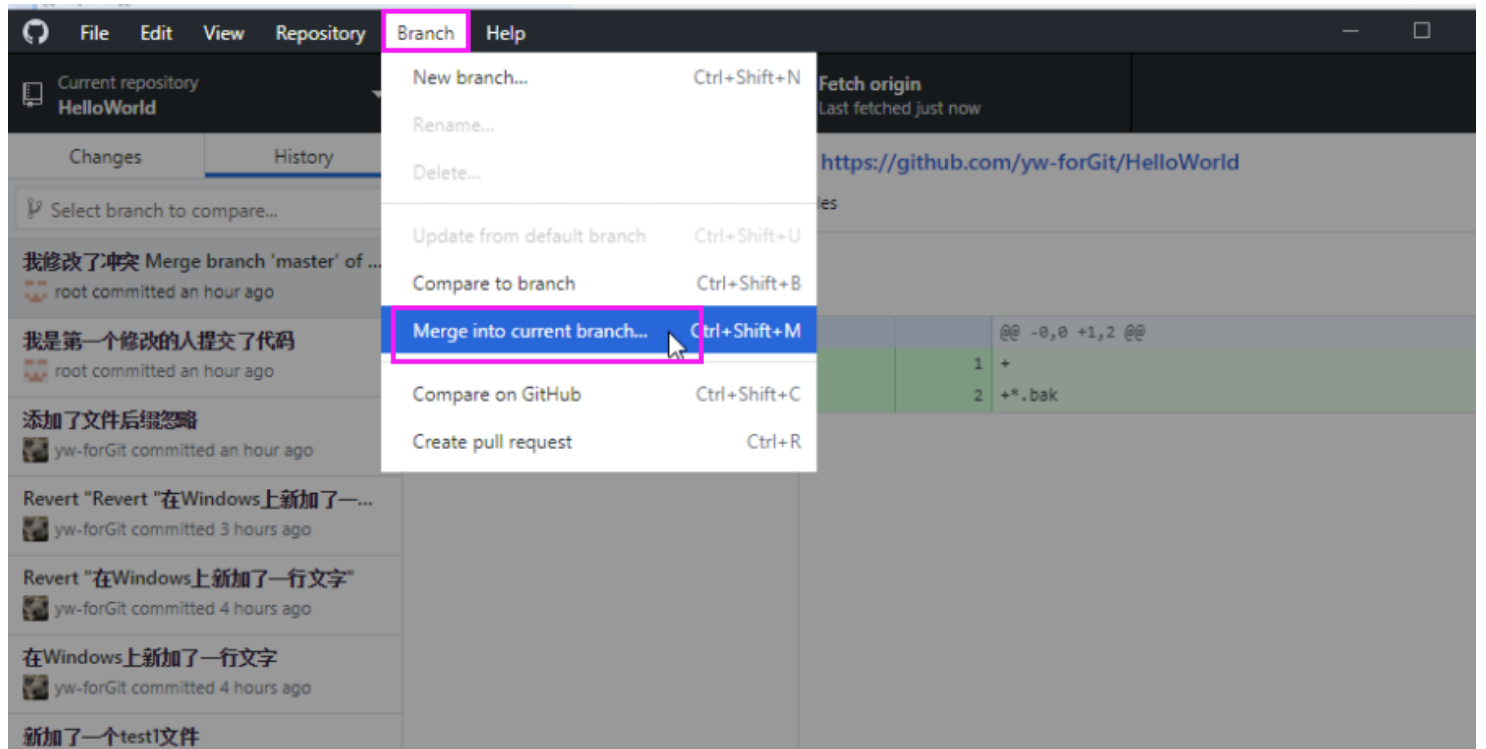 File Edit View Repository Branch Help
Current repository
HelloWorld
Fetch origin
Last fetched just now
Changes History
Select branch to compare...
New branch... Ctrl+Shift+N
Rename...
Delete...
Update from default branch Ctrl+Shift+U
Compare to branch Ctrl+Shift+B
Merge into current branch... Ctrl+Shift+M
Compare on GitHub Ctrl+Shift+C
Create pull request Ctrl+R
https://github.com/yw-forGit/HelloWorld
les
@@ -0,0 +1,2 @@
1 +
2 +*.bak
我修改了冲突 Merge branch 'master' of ...
root committed an hour ago
我是第一个修改的人提交了代码
root committed an hour ago
添加了文件后缀忽略
yw-forGit committed an hour ago
Revert "Revert "在Windows上新加了一...
yw-forGit committed 3 hours ago
Revert "在Windows上新加了一行文字"
yw-forGit committed 4 hours ago
在Windows上新加了一行文字
yw-forGit committed 4 hours ago
新加了一个test1文件